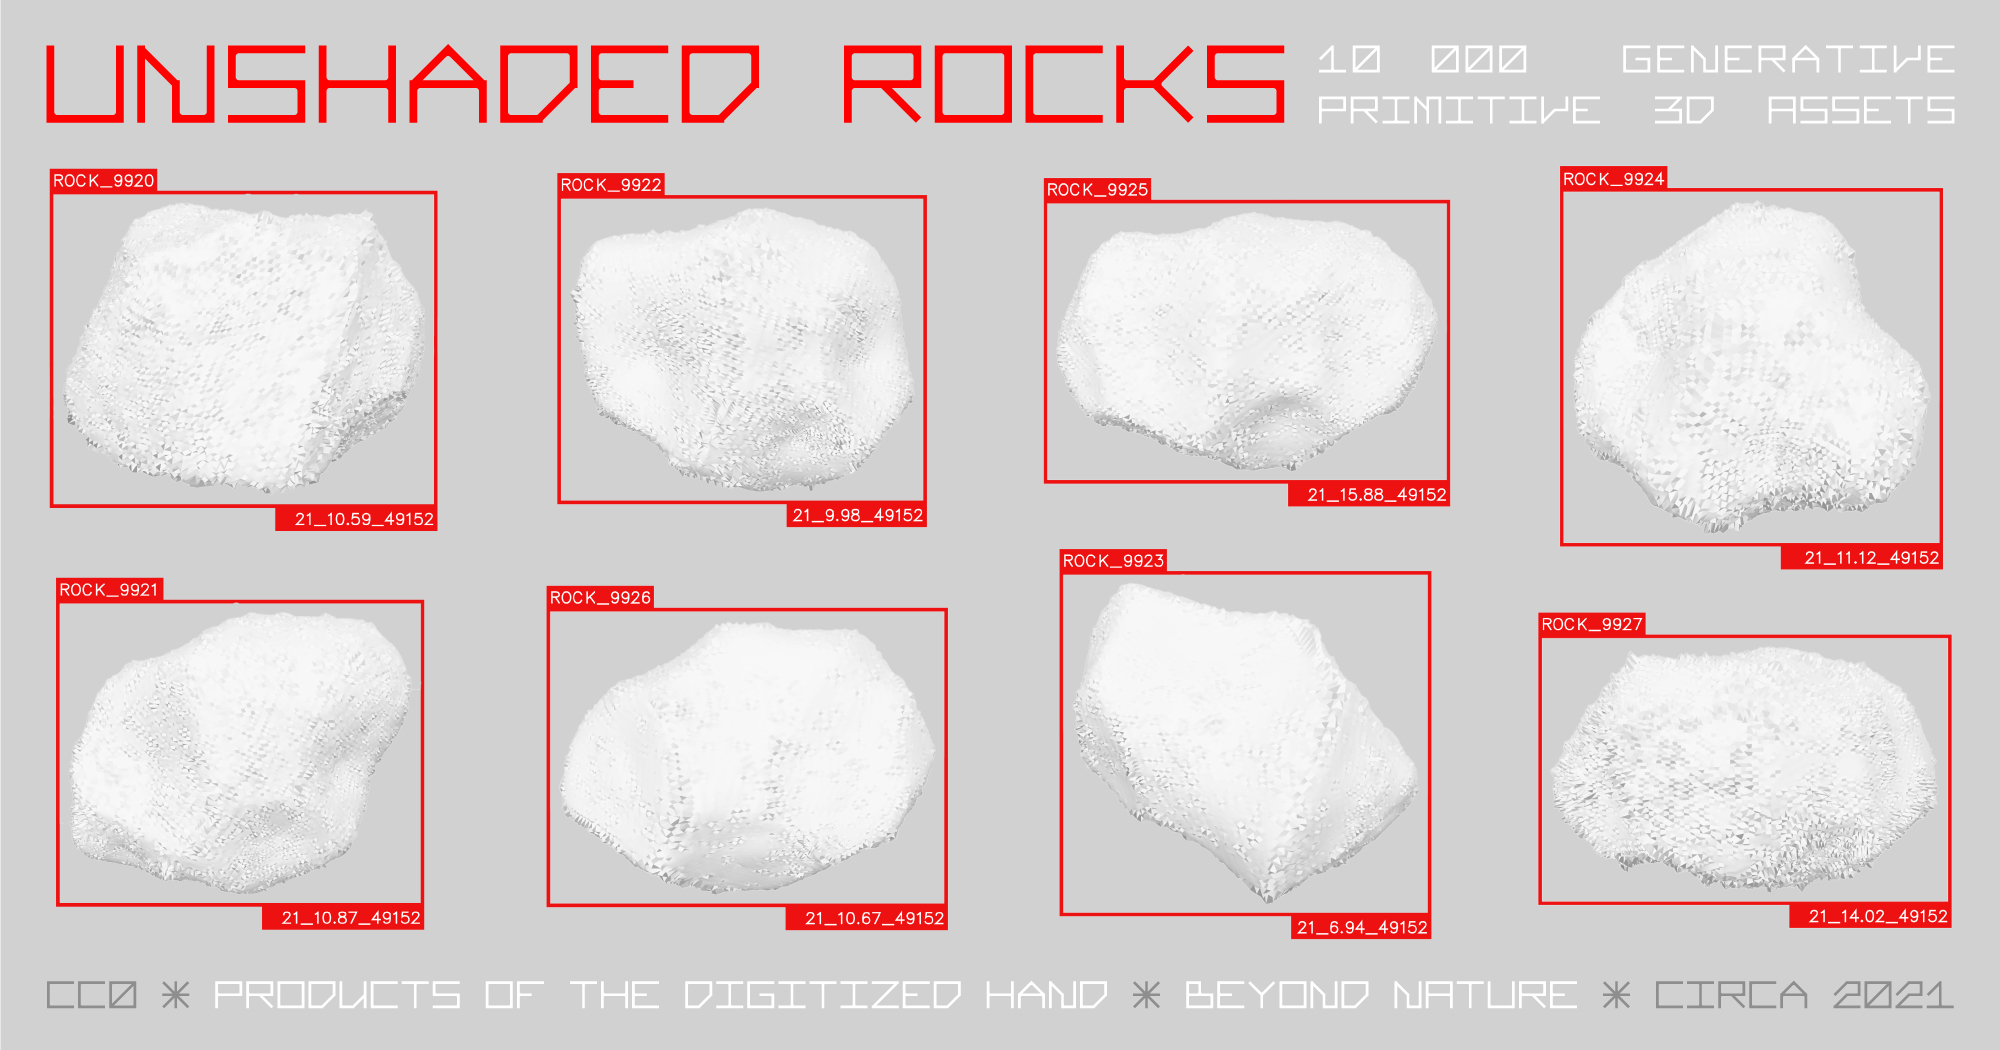 UNSHADED ROCKS
10 000 GENERATIVE
PRIMITIVE 3D ASSETS
ROCK_9920
21_10.59_49152
ROCK_9922
21_9.98_49152
ROCK_9925
21_15.88_49152
ROCK_9924
21_11.12_49152
ROCK_9921
21_10.87_49152
ROCK_9926
21_10.67_49152
ROCK_9923
21_6.94_49152
ROCK_9927
21_14.02_49152
CC0 * PRODUCTS OF THE DIGITIZED HAND * BEYOND NATURE * CIRCA 2021